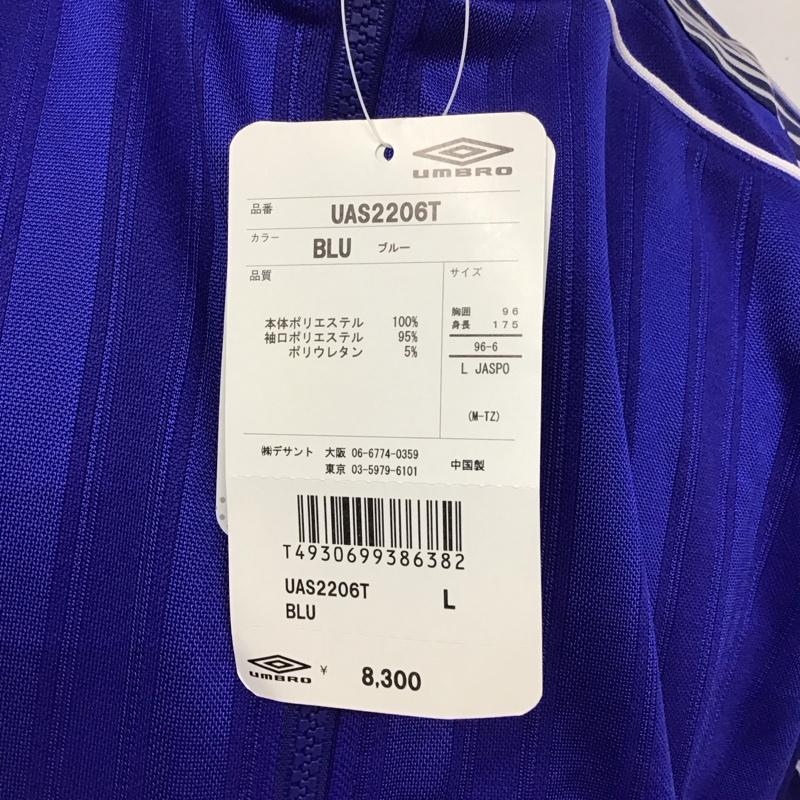 UMBRO
品番 UAS2206T
カラー BLU ブルー
品質 サイズ
本体ポリエステル 100%
袖口ポリエステル 95%
ポリウレタン 5%
胸囲 96
身長 175
96-6
L JASPO
(M-TZ)
㈱デサント 大阪 06-6774-0359
東京 03-5979-6101
中国製
T4930699386382
UAS2206T L
BLU
UMBRO ¥ 8,300